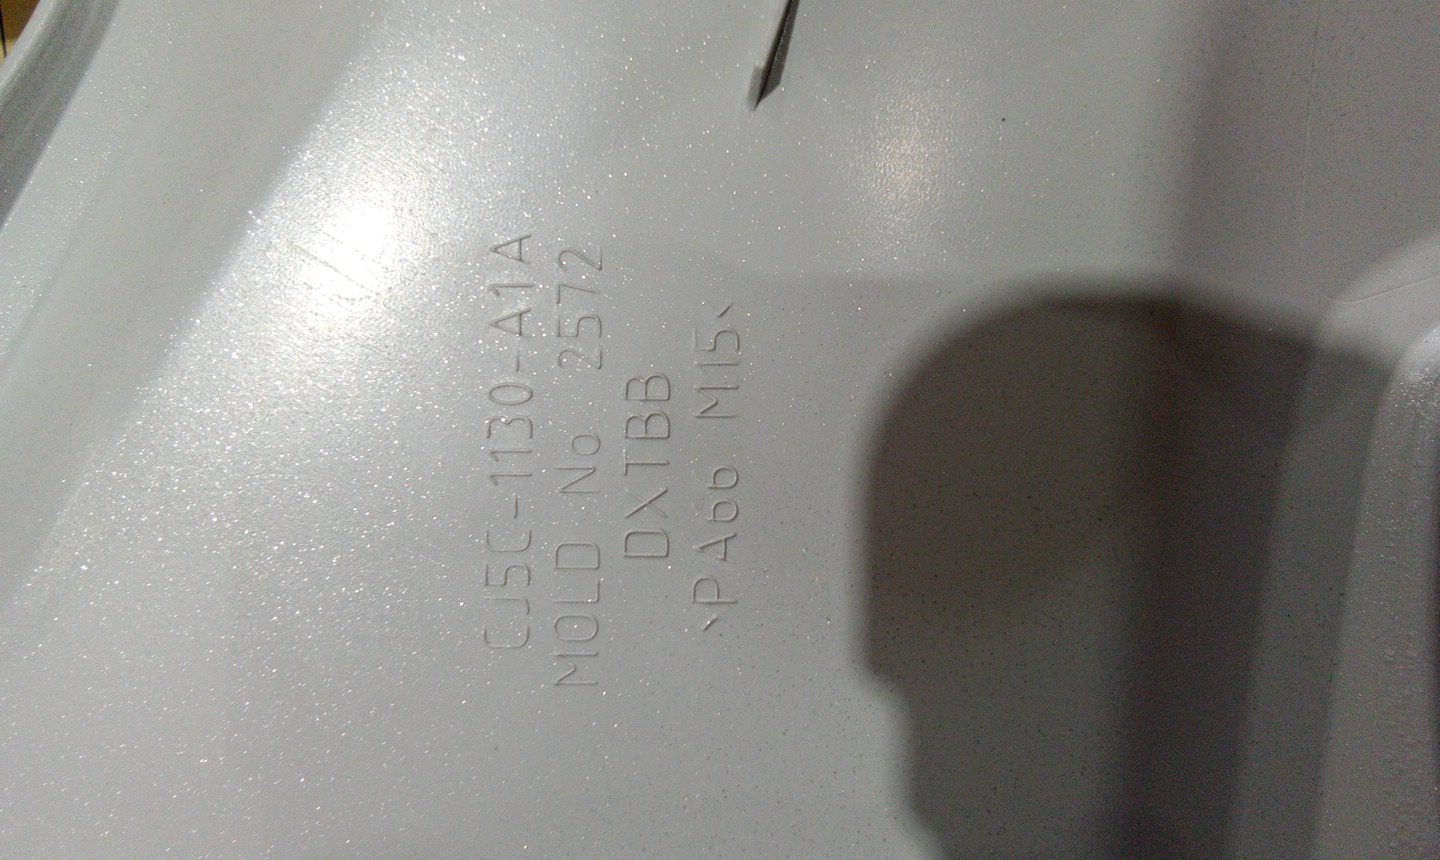 CJ5C-1130-A1A
MOLD No 2572
DXTBB
<PA66 M15>